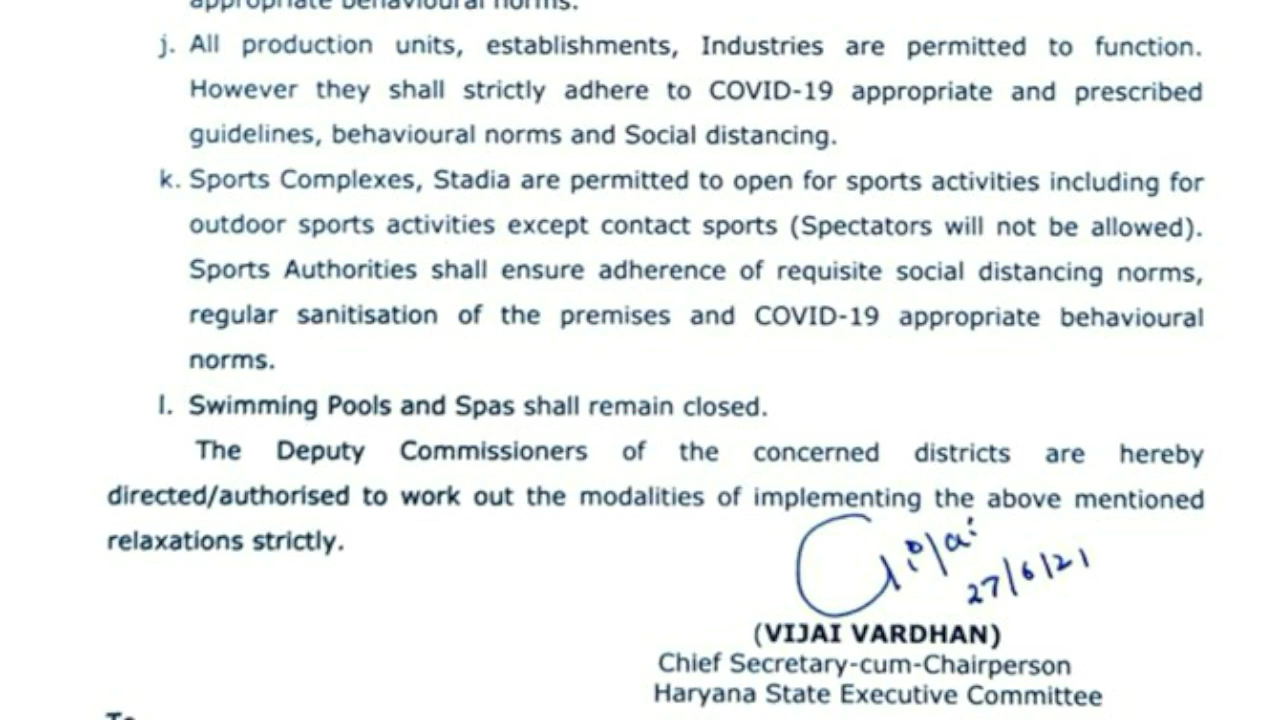 appropriate behavioural norms.
j. All production units, establishments, Industries are permitted to function.
However they shall strictly adhere to COVID-19 appropriate and prescribed
guidelines, behavioural norms and Social distancing.
k. Sports Complexes, Stadia are permitted to open for sports activities including for
outdoor sports activities except contact sports (Spectators will not be allowed).
Sports Authorities shall ensure adherence of requisite social distancing norms,
regular sanitisation of the premises and COVID-19 appropriate behavioural
norms.
l. Swimming Pools and Spas shall remain closed.
The Deputy Commissioners of the concerned districts are hereby
directed/authorised to work out the modalities of implementing the above mentioned
relaxations strictly.
27/6/21
(VIJAI VARDHAN)
Chief Secretary-cum-Chairperson
Haryana State Executive Committee
To